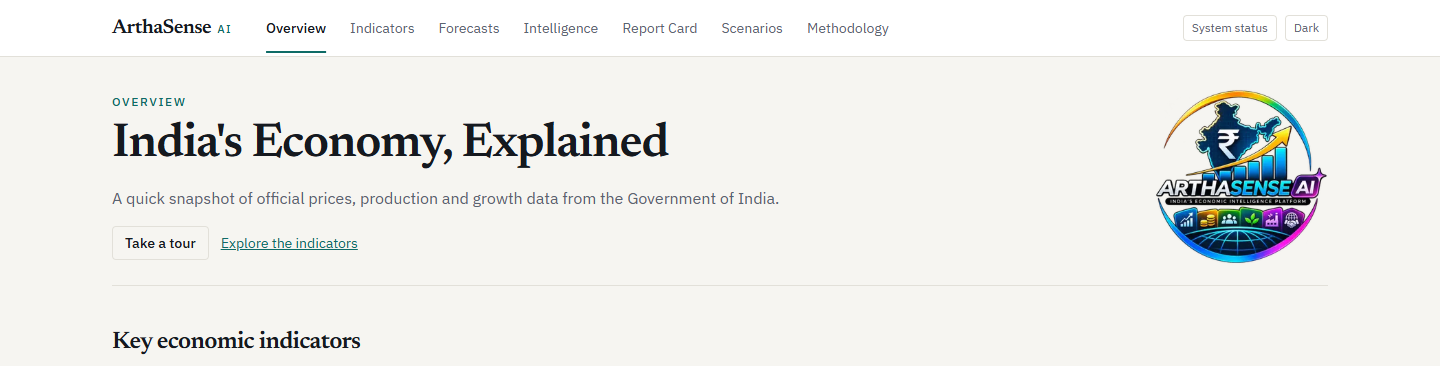 ArthaSense AI Overview Indicators Forecasts Intelligence Report Card Scenarios Methodology System status Dark
OVERVIEW
India's Economy, Explained
A quick snapshot of official prices, production and growth data from the Government of India.
Take a tour Explore the indicators
₹
ARTHASENSE AI
INDIA'S ECONOMIC INTELLIGENCE PLATFORM
Key economic indicators